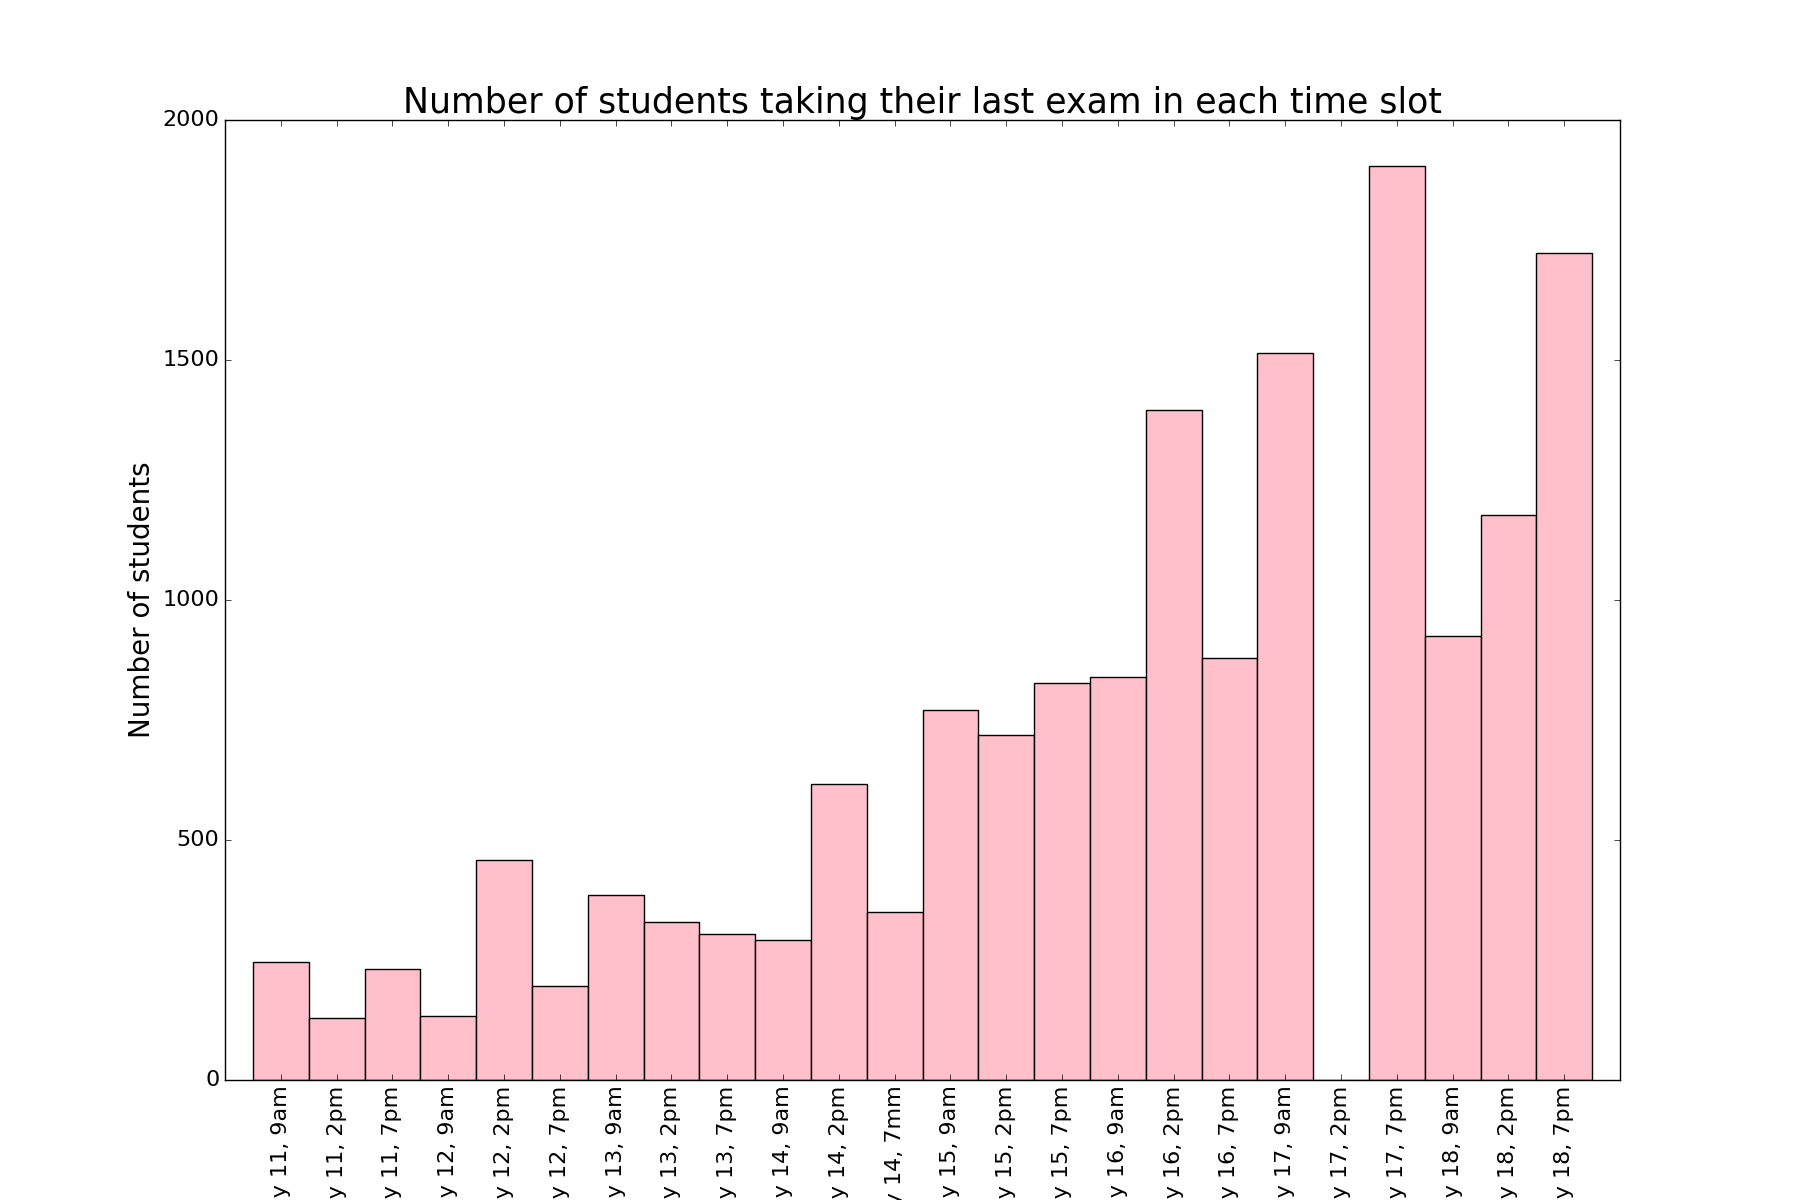 Number of students taking their last exam in each time slot
Number of students
2000
1500
1000
500
0
y 11, 9am
y 11, 2pm
y 11, 7pm
y 12, 9am
y 12, 2pm
y 12, 7pm
y 13, 9am
y 13, 2pm
y 13, 7pm
y 14, 9am
y 14, 2pm
y 14, 7mm
y 15, 9am
y 15, 2pm
y 15, 7pm
y 16, 9am
y 16, 2pm
y 16, 7pm
y 17, 9am
y 17, 2pm
y 17, 7pm
y 18, 9am
y 18, 2pm
y 18, 7pm